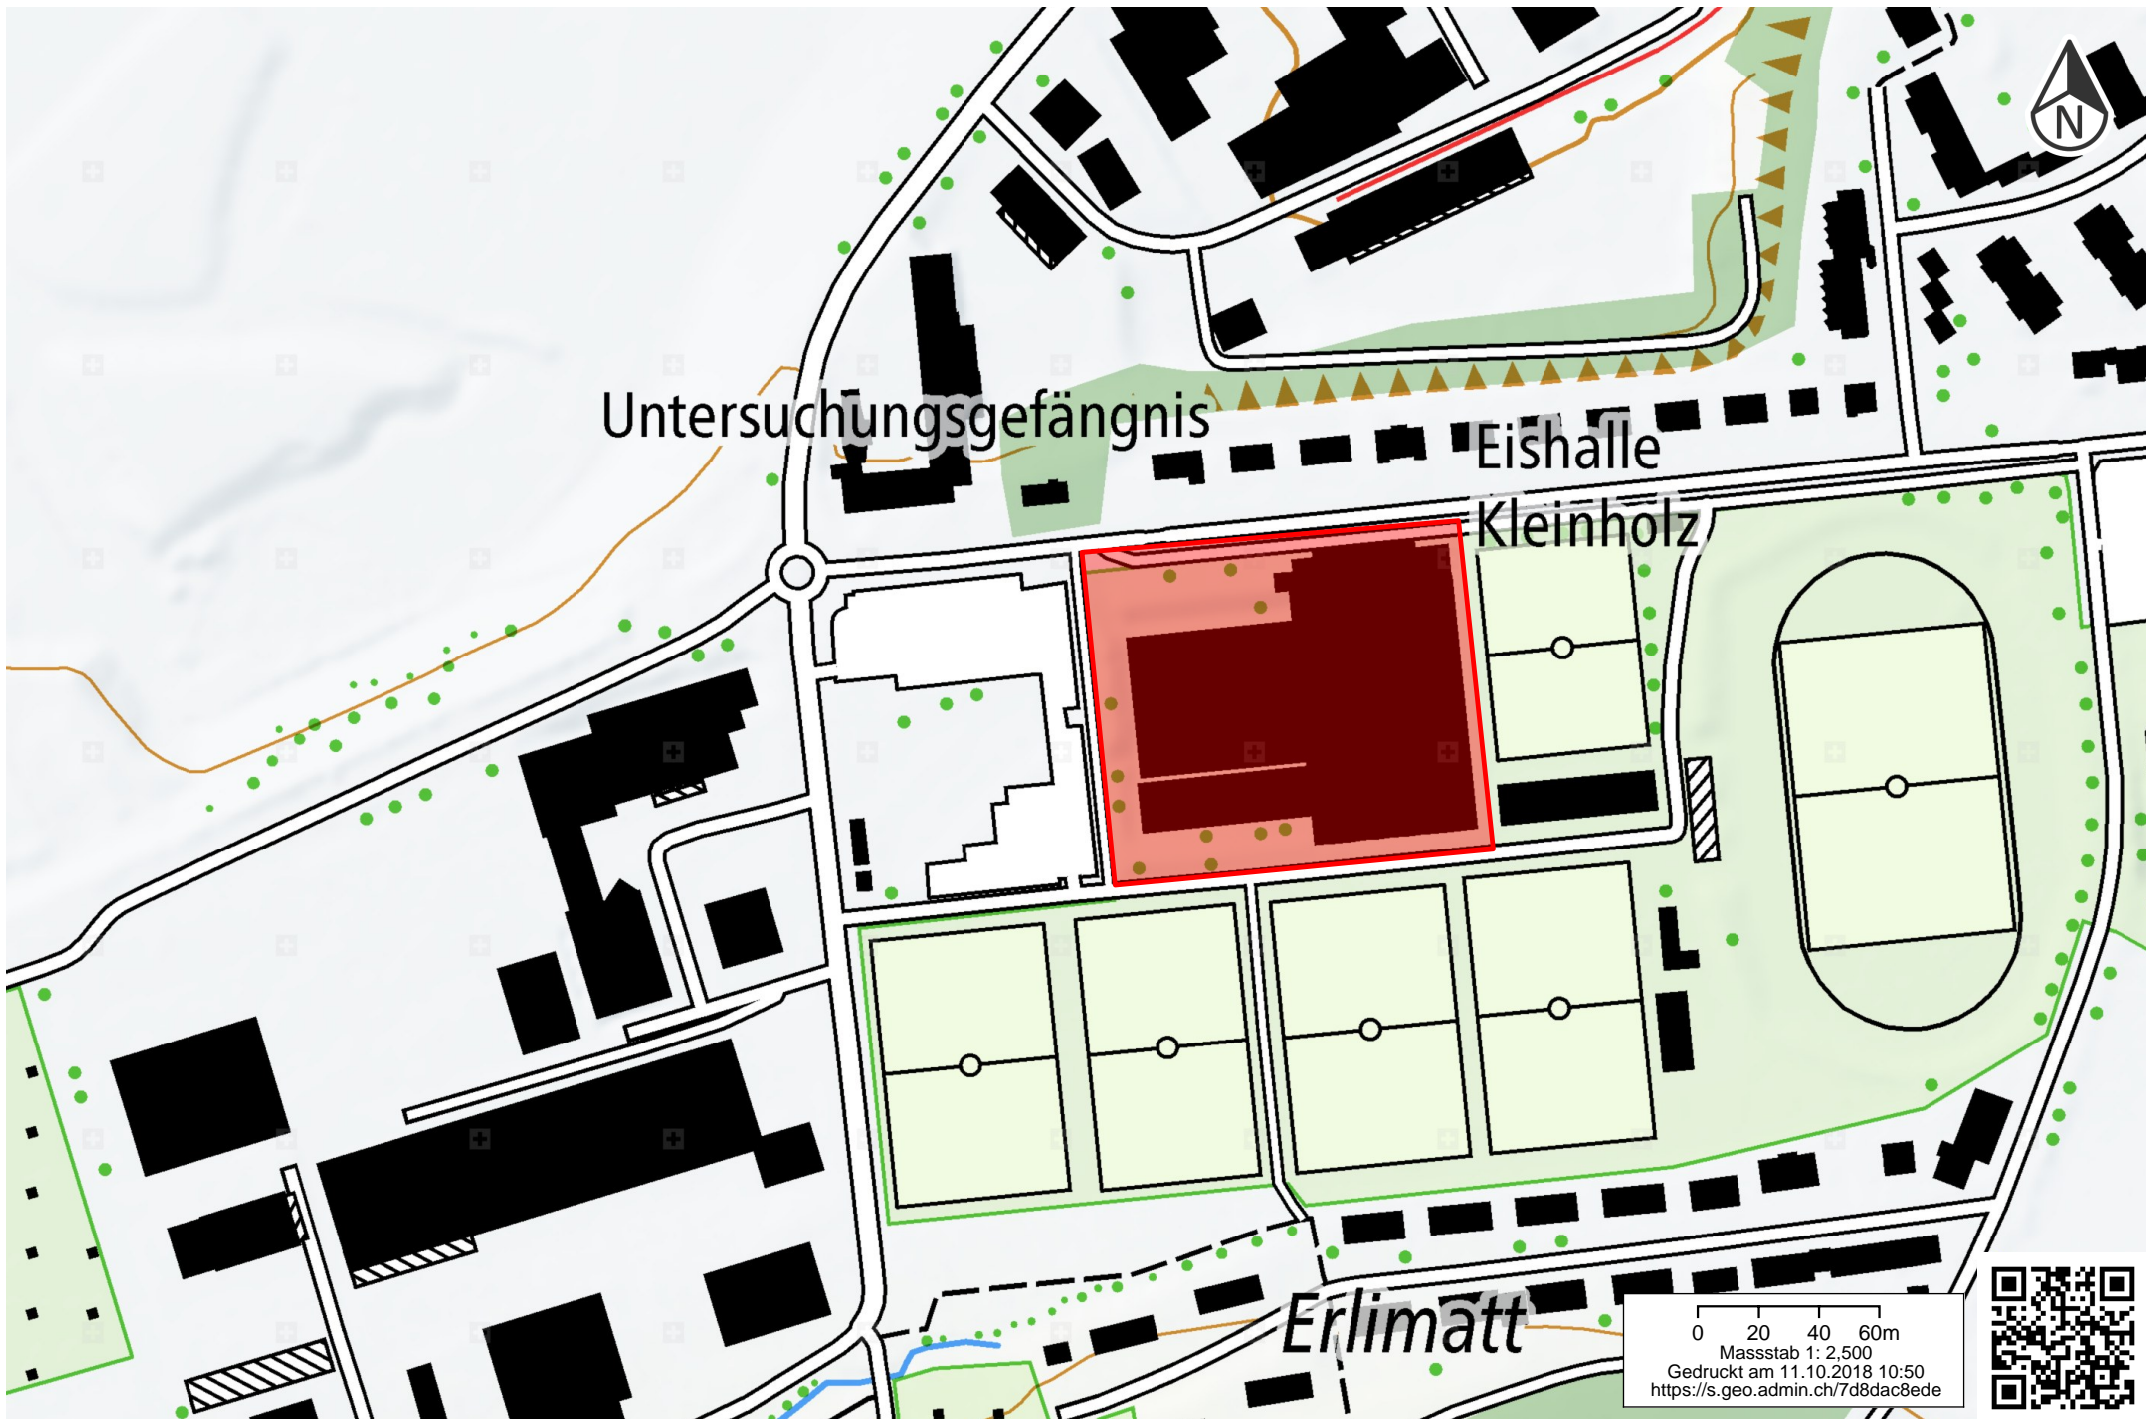 N
Untersuchungsgefängnis
Eishalle
Kleinholz
Erlimatt
0 20 40 60m
Massstab 1: 2,500
Gedruckt am 11.10.2018 10:50
https://s.geo.admin.ch/7d8dac8ede